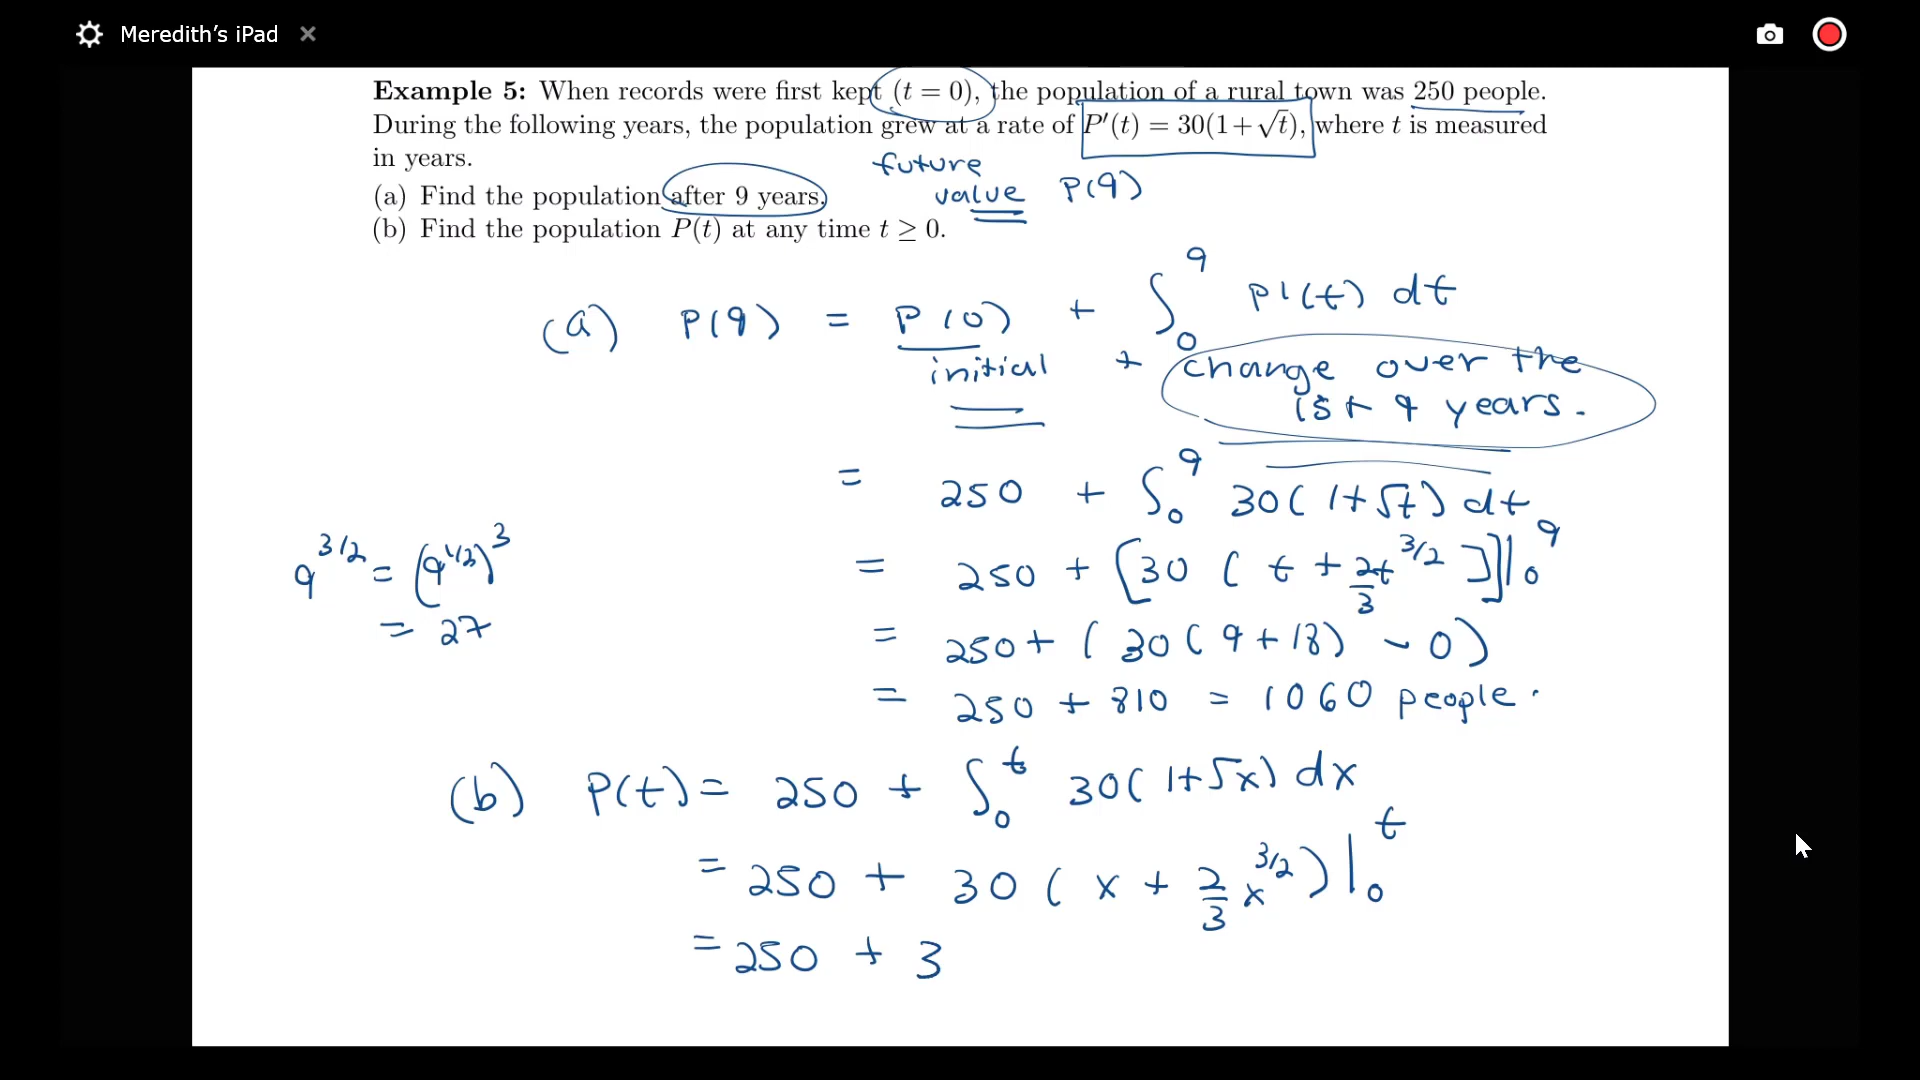 Meredith's iPad ×
Example 5: When records were first kept (t = 0), the population of a rural town was 250 people.
During the following years, the population grew at a rate of P′(t) = 30(1+√t), where t is measured
in years.
future
(a) Find the population after 9 years.
value P(9)
(b) Find the population P(t) at any time t ≥ 0.
(a) P(9) = P(0) + ∫₀⁹ P'(t) dt
initial + change over the
1st 9 years.
= 250 + ∫₀⁹ 30(1+√t) dt
= 250 + [30(t + 2/3 t^3/2]]|₀⁹
9^3/2 = (9^1/2)^3
= 27
= 250 + (30(9+18) - 0)
= 250 + 810 = 1060 people.
(b) P(t) = 250 + ∫₀ᵗ 30(1+√x) dx
= 250 + 30(x + 2/3 x^3/2)|₀ᵗ
= 250 + 3